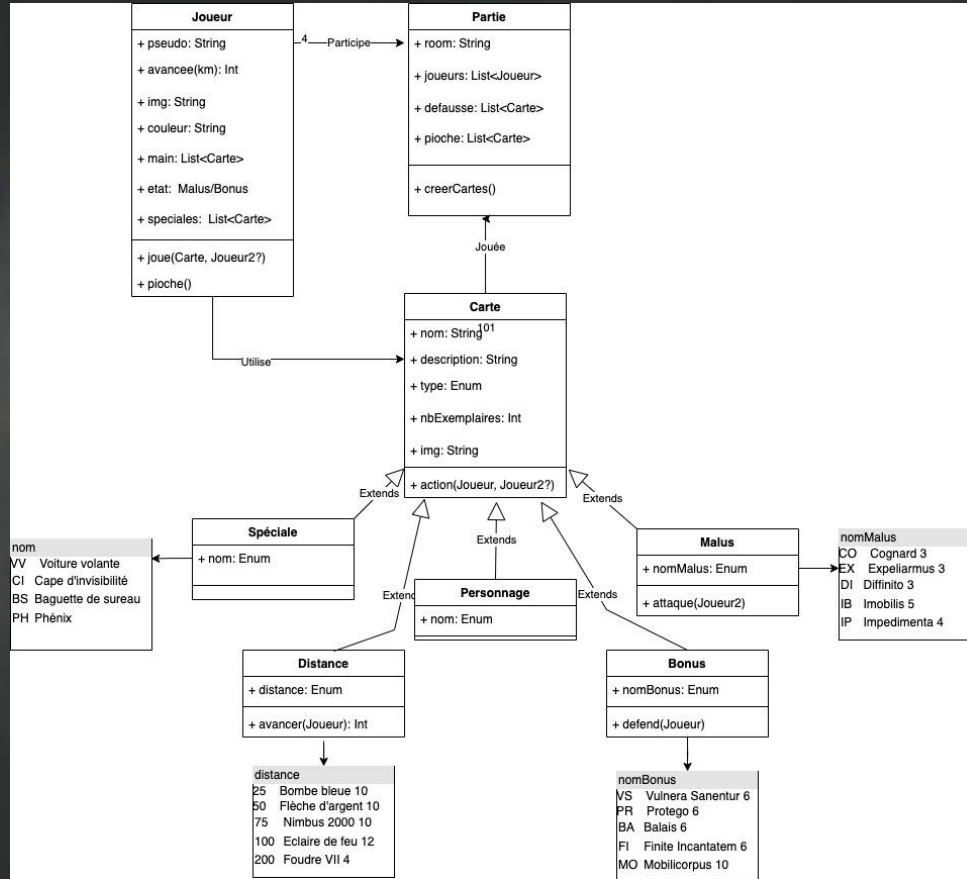 Joueur
+ pseudo: String
+ avancee(km): Int
+ img: String
+ couleur: String
+ main: List<Carte>
+ etat: Malus/Bonus
+ speciales: List<Carte>
+ joue(Carte, Joueur2?)
+ pioche()
4
Participe
Partie
+ room: String
+ joueurs: List<Joueur>
+ defausse: List<Carte>
+ pioche: List<Carte>
+ creerCartes()
Jouée
Utilise
Carte
+ nom: String
101
+ description: String
+ type: Enum
+ nbExemplaires: Int
+ img: String
+ action(Joueur, Joueur2?)
Extends
Extends
Extends
Extend
Extends
Spéciale
+ nom: Enum
nom
VV Voiture volante
CI Cape d'invisibilité
BS Baguette de sureau
PH Phénix
Personnage
+ nom: Enum
Malus
+ nomMalus: Enum
+ attaque(Joueur2)
nomMalus
CO Cognard 3
EX Expeliarmus 3
DI Diffinito 3
IB Imobilis 5
IP Impedimenta 4
Distance
+ distance: Enum
+ avancer(Joueur): Int
distance
25 Bombe bleue 10
50 Flèche d'argent 10
75 Nimbus 2000 10
100 Eclaire de feu 12
200 Foudre VII 4
Bonus
+ nomBonus: Enum
+ defend(Joueur)
nomBonus
VS Vulnera Sanentur 6
PR Protego 6
BA Balais 6
FI Finite Incantatem 6
MO Mobilicorpus 10